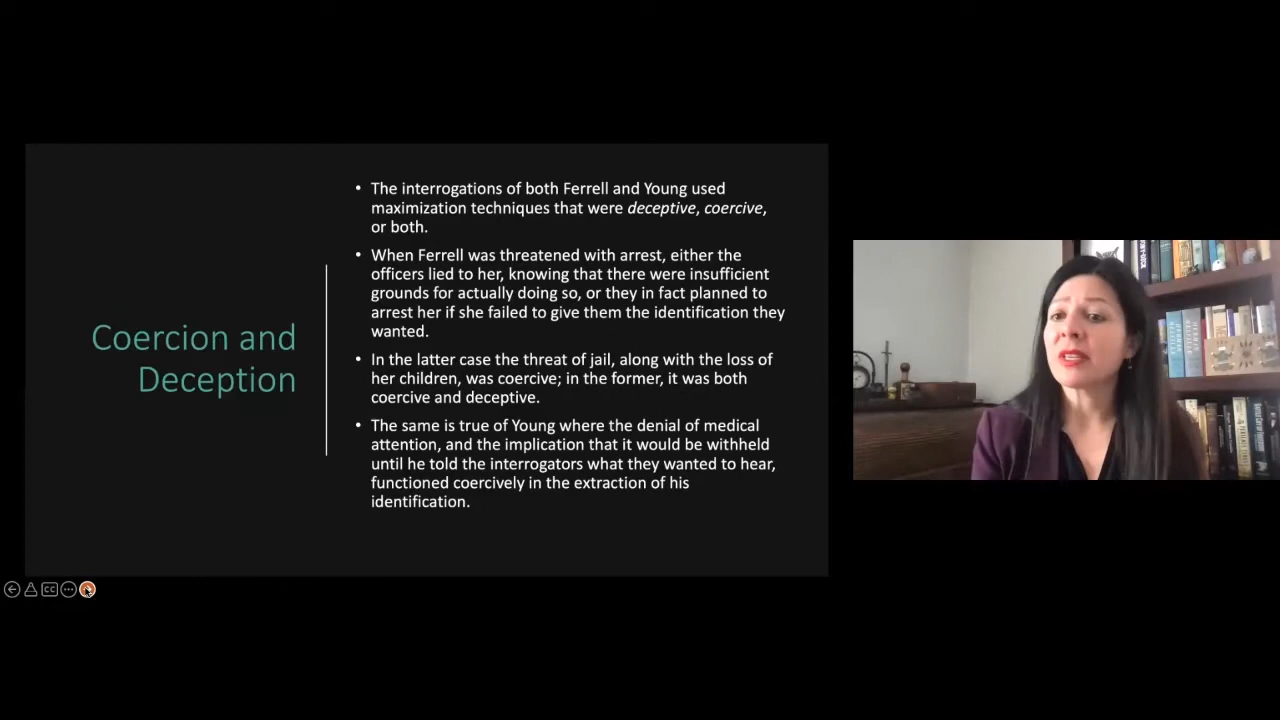 Coercion and
Deception
• The interrogations of both Ferrell and Young used
maximization techniques that were deceptive, coercive,
or both.
• When Ferrell was threatened with arrest, either the
officers lied to her, knowing that there were insufficient
grounds for actually doing so, or they in fact planned to
arrest her if she failed to give them the identification they
wanted.
• In the latter case the threat of jail, along with the loss of
her children, was coercive; in the former, it was both
coercive and deceptive.
• The same is true of Young where the denial of medical
attention, and the implication that it would be withheld
until he told the interrogators what they wanted to hear,
functioned coercively in the extraction of his
identification.
CC